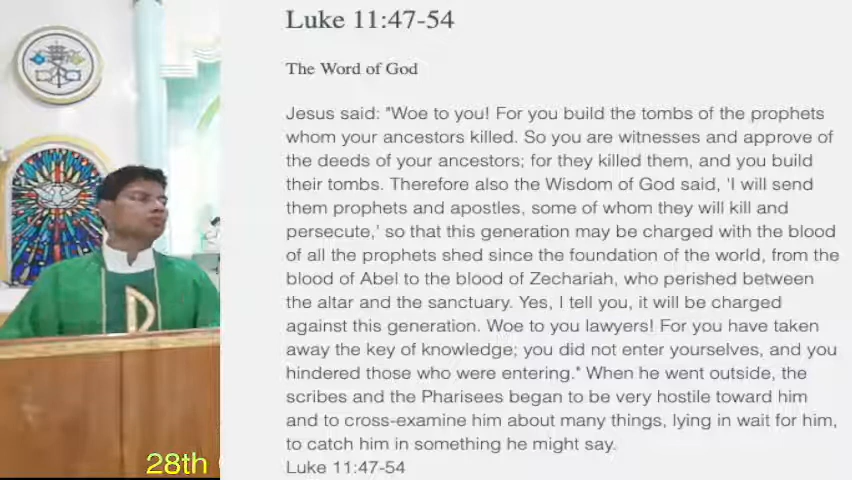 Luke 11:47-54
The Word of God
Jesus said: "Woe to you! For you build the tombs of the prophets
whom your ancestors killed. So you are witnesses and approve of
the deeds of your ancestors; for they killed them, and you build
their tombs. Therefore also the Wisdom of God said, 'I will send
them prophets and apostles, some of whom they will kill and
persecute,' so that this generation may be charged with the blood
of all the prophets shed since the foundation of the world, from the
blood of Abel to the blood of Zechariah, who perished between
the altar and the sanctuary. Yes, I tell you, it will be charged
against this generation. Woe to you lawyers! For you have taken
away the key of knowledge; you did not enter yourselves, and you
hindered those who were entering." When he went outside, the
scribes and the Pharisees began to be very hostile toward him
and to cross-examine him about many things, lying in wait for him,
to catch him in something he might say.
Luke 11:47-54
28th